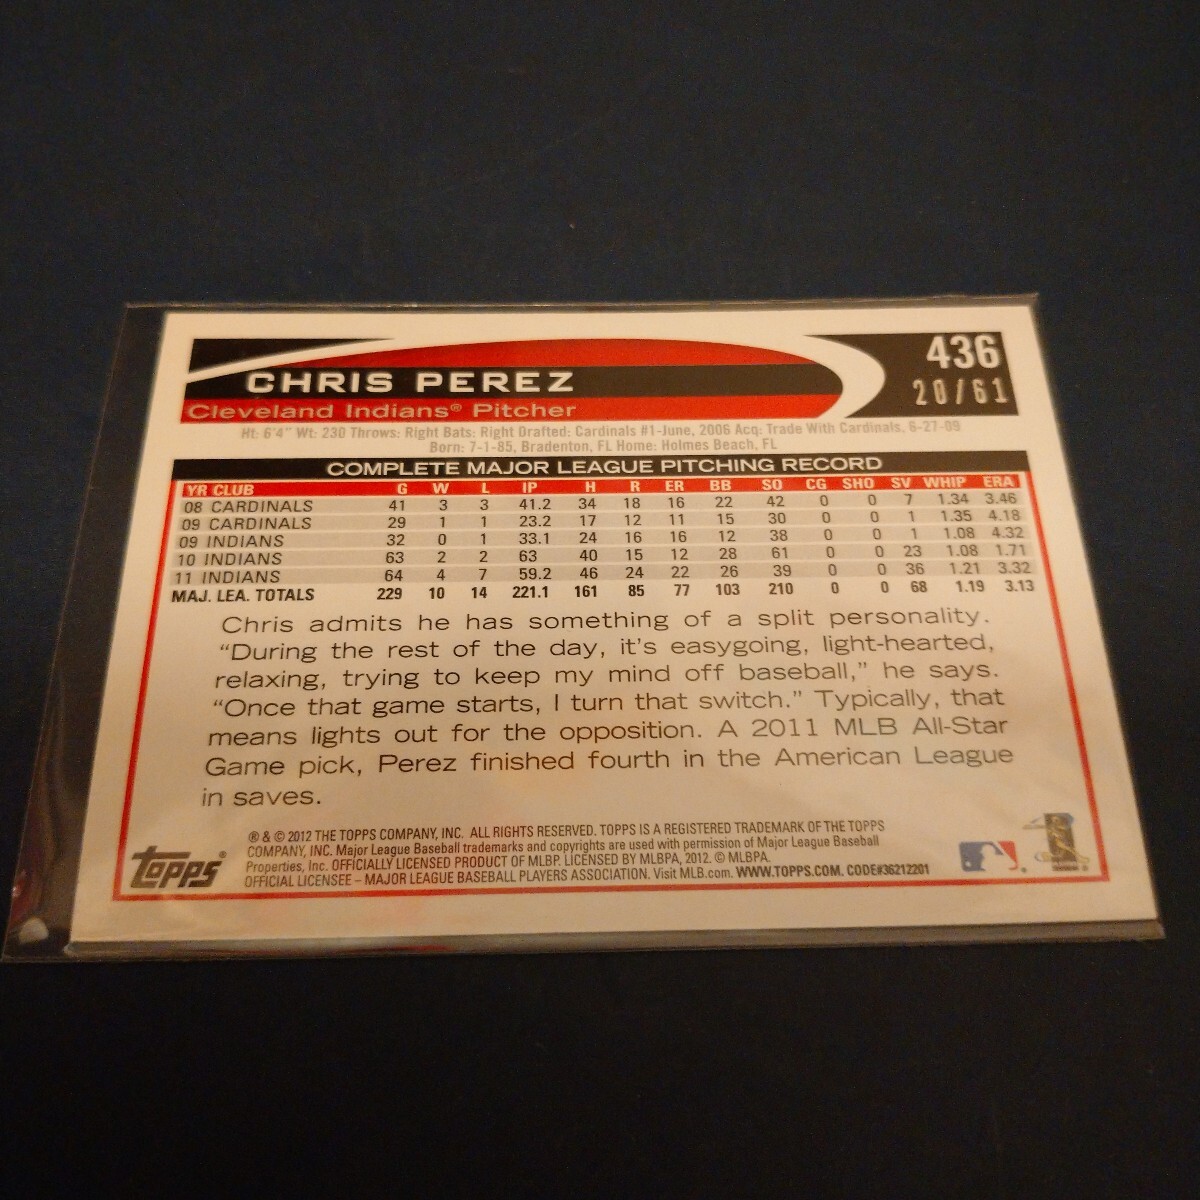 436
20/61
CHRIS PEREZ
Cleveland Indians® Pitcher
Ht: 6'4" Wt: 230 Throws: Right Bats: Right Drafted: Cardinals #1-June, 2006 Acq: Trade With Cardinals, 6-27-09
Born: 7-1-85, Bradenton, FL Home: Holmes Beach, FL
COMPLETE MAJOR LEAGUE PITCHING RECORD
YR CLUB G W L IP H R ER BB SO CG SHO SV WHIP ERA
08 CARDINALS 41 3 3 41.2 34 18 16 22 42 0 0 7 1.34 3.46
09 CARDINALS 29 1 1 23.2 17 12 11 15 30 0 0 1 1.35 4.18
09 INDIANS 32 0 1 33.1 24 16 16 12 38 0 0 1 1.08 4.32
10 INDIANS 63 2 2 63 40 15 12 28 61 0 0 23 1.08 1.71
11 INDIANS 64 4 7 59.2 46 24 22 26 39 0 0 36 1.21 3.32
MAJ. LEA. TOTALS 229 10 14 221.1 161 85 77 103 210 0 0 68 1.19 3.13
Chris admits he has something of a split personality.
“During the rest of the day, it's easygoing, light-hearted,
relaxing, trying to keep my mind off baseball,” he says.
“Once that game starts, I turn that switch.” Typically, that
means lights out for the opposition. A 2011 MLB All-Star
Game pick, Perez finished fourth in the American League
in saves.
topps®
® & © 2012 THE TOPPS COMPANY, INC. ALL RIGHTS RESERVED. TOPPS IS A REGISTERED TRADEMARK OF THE TOPPS
COMPANY, INC. Major League Baseball trademarks and copyrights are used with permission of Major League Baseball
Properties, Inc. OFFICIALLY LICENSED PRODUCT OF MLBP. LICENSED BY MLBPA, 2012. © MLBPA.
OFFICIAL LICENSEE – MAJOR LEAGUE BASEBALL PLAYERS ASSOCIATION. Visit MLB.com. WWW.TOPPS.COM. CODE#36212201